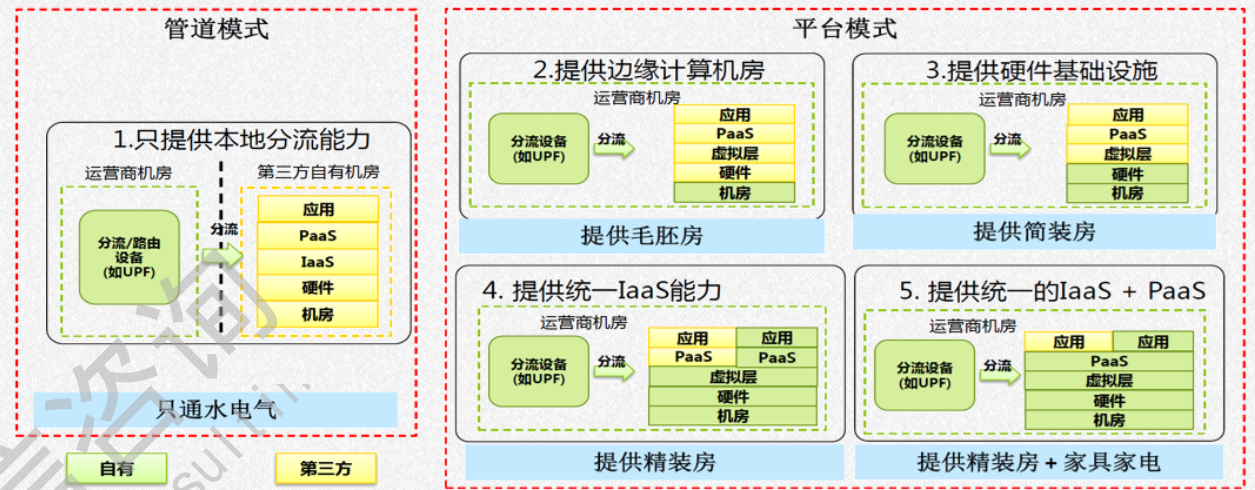 管道模式
1.只提供本地分流能力
运营商机房
第三方自有机房
分流/路由
设备
(如UPF)
分流
应用
PaaS
IaaS
硬件
机房
只通水电气
自有
第三方
平台模式
2.提供边缘计算机房
运营商机房
分流设备
(如UPF)
分流
应用
PaaS
虚拟层
硬件
机房
提供毛胚房
3.提供硬件基础设施
运营商机房
分流设备
(如UPF)
分流
应用
PaaS
虚拟层
硬件
机房
提供简装房
4. 提供统一IaaS能力
运营商机房
分流设备
(如UPF)
分流
应用 应用
PaaS PaaS
虚拟层
硬件
机房
提供精装房
5. 提供统一的IaaS + PaaS
运营商机房
分流设备
(如UPF)
分流
应用 应用
PaaS
虚拟层
硬件
机房
提供精装房 + 家具家电
咨询